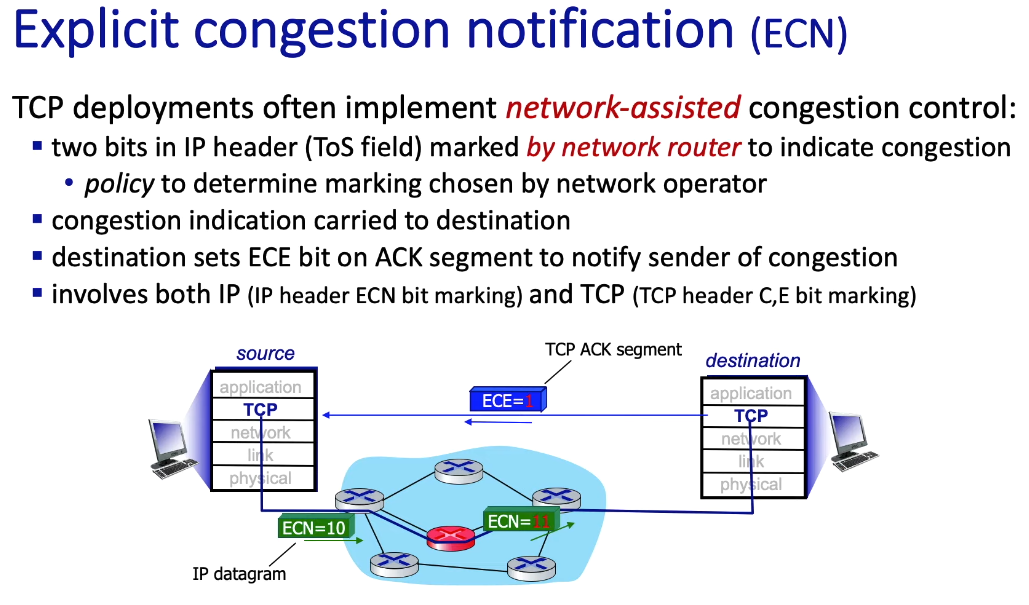 Explicit congestion notification (ECN)
TCP deployments often implement network-assisted congestion control:
▪ two bits in IP header (ToS field) marked by network router to indicate congestion
• policy to determine marking chosen by network operator
▪ congestion indication carried to destination
▪ destination sets ECE bit on ACK segment to notify sender of congestion
▪ involves both IP (IP header ECN bit marking) and TCP (TCP header C,E bit marking)
source
application
TCP
network
link
physical
TCP ACK segment
ECE=1
destination
application
TCP
network
link
physical
ECN=10
ECN=11
IP datagram